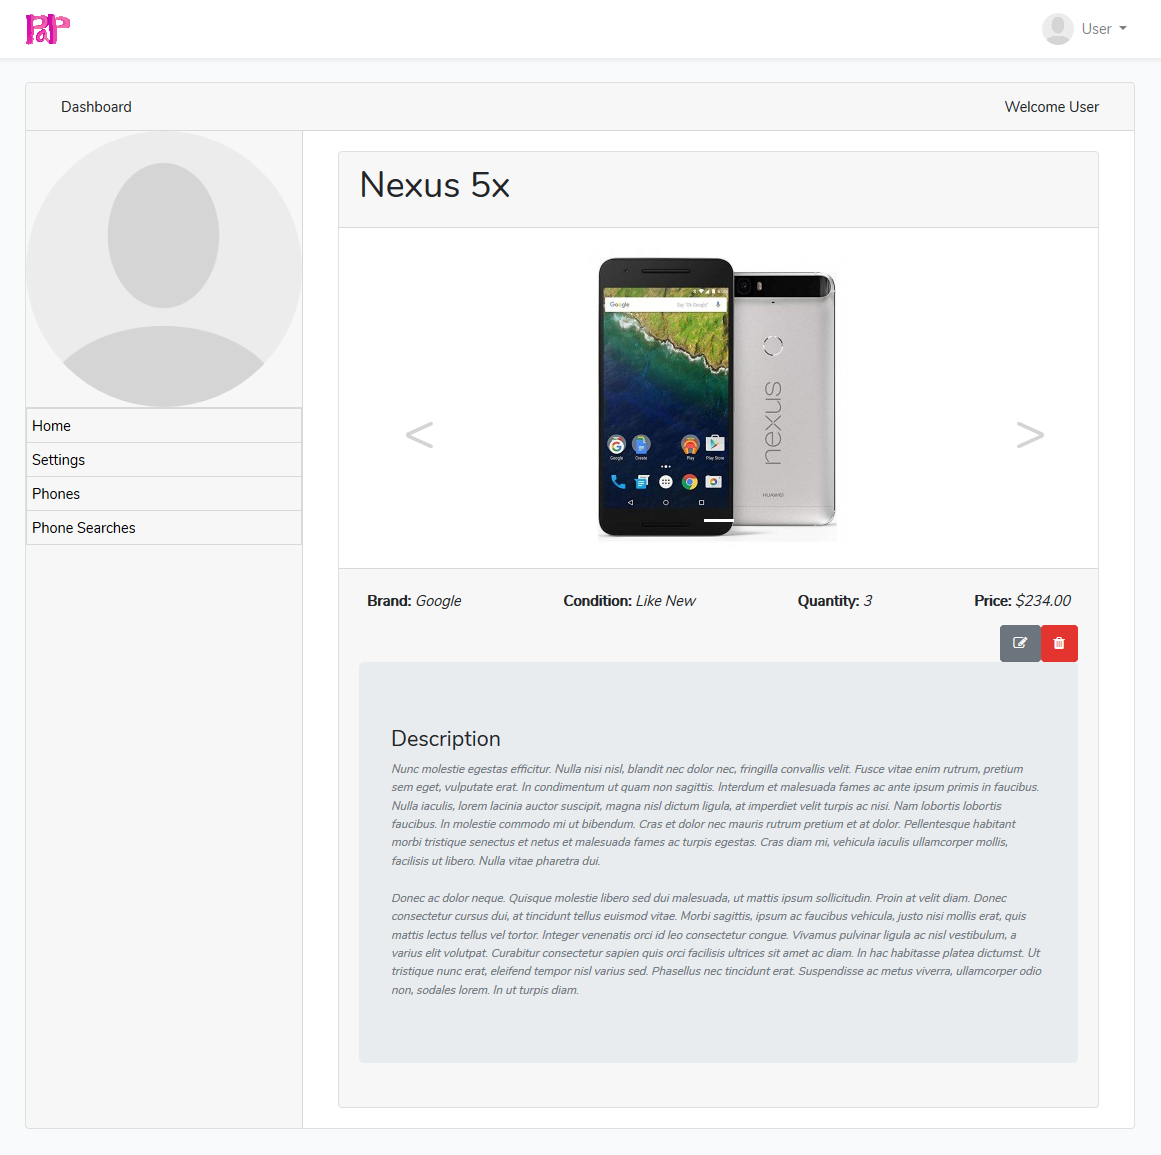 PaP
User
Dashboard
Welcome User
Home
Settings
Phones
Phone Searches
Nexus 5x
Google
Say "Ok Google"
Google
Create
Play
Play Store
nexus
HUAWEI
<
>
Brand: Google
Condition: Like New
Quantity: 3
Price: $234.00
Description
Nunc molestie egestas efficitur. Nulla nisi nisl, blandit nec dolor nec, fringilla convallis velit. Fusce vitae enim rutrum, pretium
sem eget, vulputate erat. In condimentum ut quam non sagittis. Interdum et malesuada fames ac ante ipsum primis in faucibus.
Nulla iaculis, lorem lacinia auctor suscipit, magna nisl dictum ligula, at imperdiet velit turpis ac nisi. Nam lobortis lobortis
faucibus. In molestie commodo mi ut bibendum. Cras et dolor nec mauris rutrum pretium et at dolor. Pellentesque habitant
morbi tristique senectus et netus et malesuada fames ac turpis egestas. Cras diam mi, vehicula iaculis ullamcorper mollis,
facilisis ut libero. Nulla vitae pharetra dui.
Donec ac dolor neque. Quisque molestie libero sed dui malesuada, ut mattis ipsum sollicitudin. Proin at velit diam. Donec
consectetur cursus dui, at tincidunt tellus euismod vitae. Morbi sagittis, ipsum ac faucibus vehicula, justo nisi mollis erat, quis
mattis lectus tellus vel tortor. Integer venenatis orci id leo consectetur congue. Vivamus pulvinar ligula ac nisl vestibulum, a
varius elit volutpat. Curabitur consectetur sapien quis orci facilisis ultrices sit amet ac diam. In hac habitasse platea dictumst. Ut
tristique nunc erat, eleifend tempor nisl varius sed. Phasellus nec tincidunt erat. Suspendisse ac metus viverra, ullamcorper odio
non, sodales lorem. In ut turpis diam.